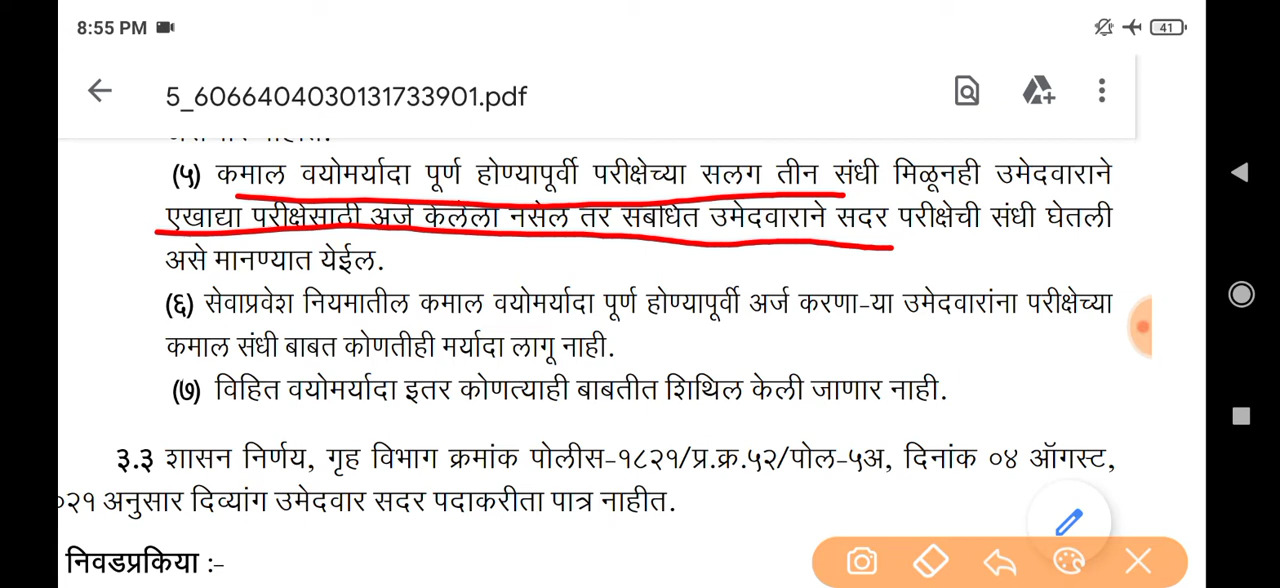 8:55 PM
41
5_6066404030131733901.pdf
(५) कमाल वयोमर्यादा पूर्ण होण्यापूर्वी परीक्षेच्या सलग तीन संधी मिळूनही उमेदवाराने
एखाद्या परीक्षेसाठी अर्ज केलेला नसेल तर संबंधित उमेदवाराने सदर परीक्षेची संधी घेतली
असे मानण्यात येईल.
(६) सेवाप्रवेश नियमातील कमाल वयोमर्यादा पूर्ण होण्यापूर्वी अर्ज करणा-या उमेदवारांना परीक्षेच्या
कमाल संधी बाबत कोणतीही मर्यादा लागू नाही.
(७) विहित वयोमर्यादा इतर कोणत्याही बाबतीत शिथिल केली जाणार नाही.
३.३ शासन निर्णय, गृह विभाग क्रमांक पोलीस-१८२१/प्र.क्र.५२/पोल-५अ, दिनांक ०४ ऑगस्ट,
०२१ अनुसार दिव्यांग उमेदवार सदर पदाकरीता पात्र नाहीत.
निवडप्रकिया :-